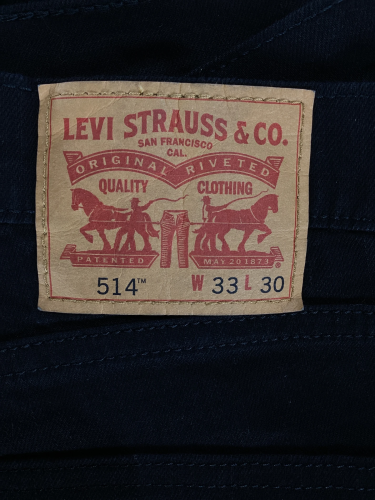 LEVI STRAUSS & CO.
SAN FRANCISCO
CAL.
ORIGINAL RIVETED
QUALITY CLOTHING
PATENTED MAY 20 1873 ®
514™ W 33 L 30